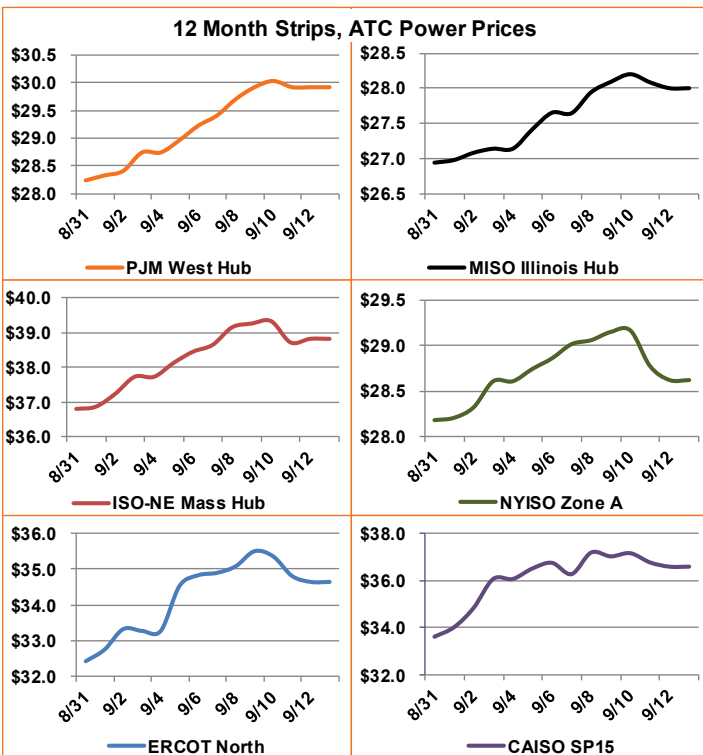 12 Month Strips, ATC Power Prices
$30.5
$30.0
$29.5
$29.0
$28.5
$28.0
8/31 9/2 9/4 9/6 9/8 9/10 9/12
PJM West Hub
$28.5
$28.0
$27.5
$27.0
$26.5
8/31 9/2 9/4 9/6 9/8 9/10 9/12
MISO Illinois Hub
$40.0
$39.0
$38.0
$37.0
$36.0
8/31 9/2 9/4 9/6 9/8 9/10 9/12
ISO-NE Mass Hub
$29.5
$29.0
$28.5
$28.0
8/31 9/2 9/4 9/6 9/8 9/10 9/12
NYISO Zone A
$36.0
$35.0
$34.0
$33.0
$32.0
8/31 9/2 9/4 9/6 9/8 9/10 9/12
ERCOT North
$38.0
$36.0
$34.0
$32.0
8/31 9/2 9/4 9/6 9/8 9/10 9/12
CAISO SP15